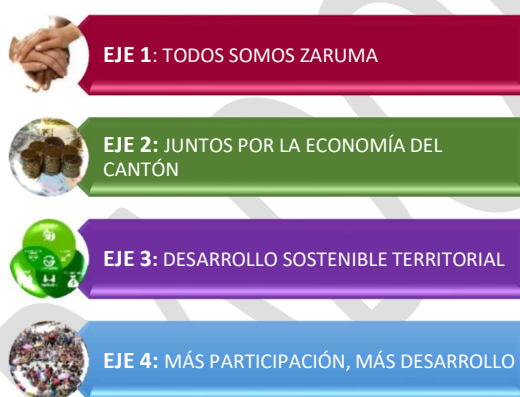 EJE 1: TODOS SOMOS ZARUMA
EJE 2: JUNTOS POR LA ECONOMÍA DEL
CANTÓN
EJE 3: DESARROLLO SOSTENIBLE TERRITORIAL
EJE 4: MÁS PARTICIPACIÓN, MÁS DESARROLLO